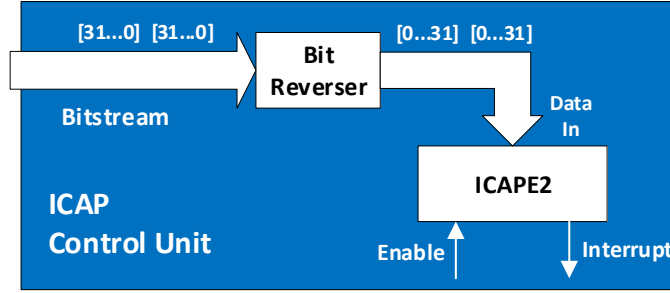 [31...0] [31...0]
Bit
Reverser
[0...31] [0...31]
Bitstream
Data
In
ICAPE2
ICAP
Control Unit
Enable
Interrupt